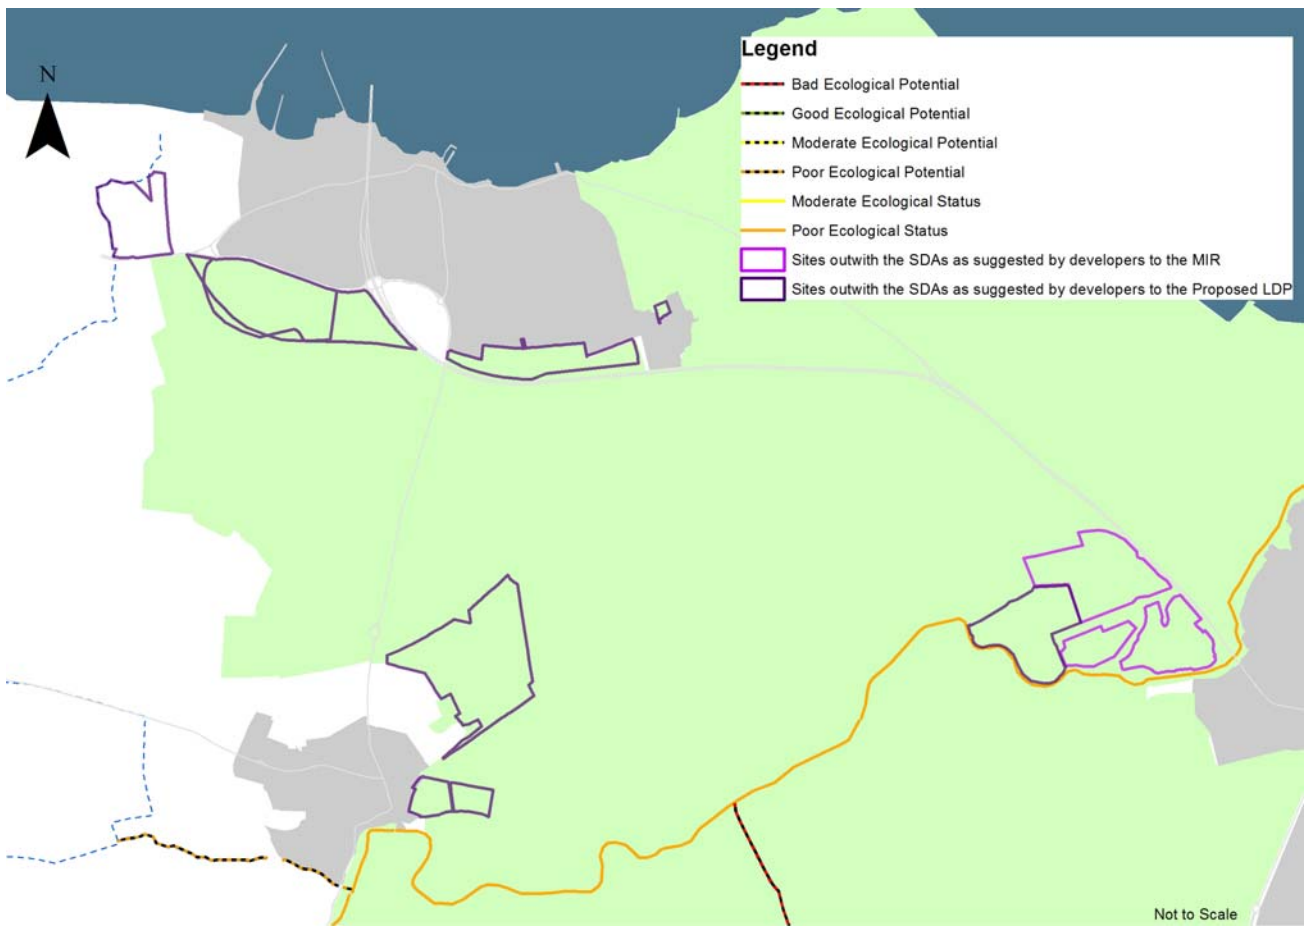 N
Legend
Bad Ecological Potential
Good Ecological Potential
Moderate Ecological Potential
Poor Ecological Potential
Moderate Ecological Status
Poor Ecological Status
Sites outwith the SDAs as suggested by developers to the MIR
Sites outwith the SDAs as suggested by developers to the Proposed LDP
Not to Scale